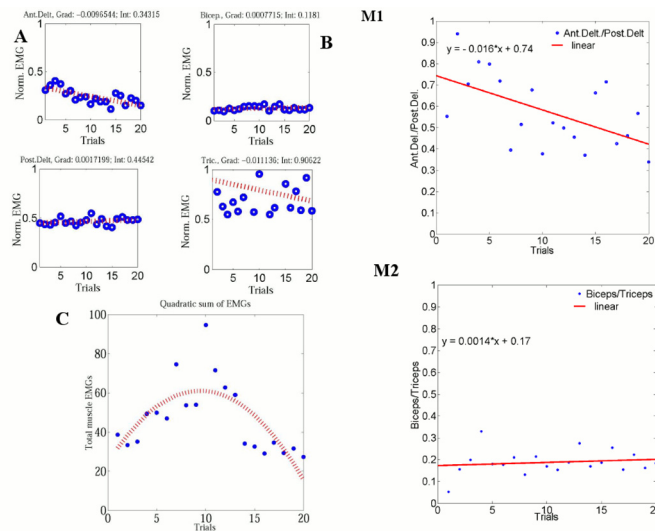 Ant.Delt, Grad: −0.0096544; Int: 0.34315
A
Norm. EMG
1
0.5
0
5 10 15 20
Trials
Bicep., Grad: 0.0007715; Int: 0.1181
B
Norm. EMG
1
0.5
0
5 10 15 20
Trials
Post.Delt, Grad: 0.0017199; Int: 0.44542
Norm. EMG
1
0.5
0
5 10 15 20
Trials
Tric., Grad: −0.011136; Int: 0.90622
Norm. EMG
1
0.5
0
5 10 15 20
Trials
C
Quadratic sum of EMGs
Total muscle EMGs
100
80
60
40
20
0
0 5 10 15 20
Trials
M1
Ant.Delt./Post.Delt
linear
y = - 0.016*x + 0.74
Ant.Del./Post.Del.
1
0.9
0.8
0.7
0.6
0.5
0.4
0.3
0.2
0.1
0
0 5 10 15 20
Trials
M2
Biceps/Triceps
linear
y = 0.0014*x + 0.17
Biceps/Triceps
1
0.9
0.8
0.7
0.6
0.5
0.4
0.3
0.2
0.1
0
0 5 10 15 20
Trials